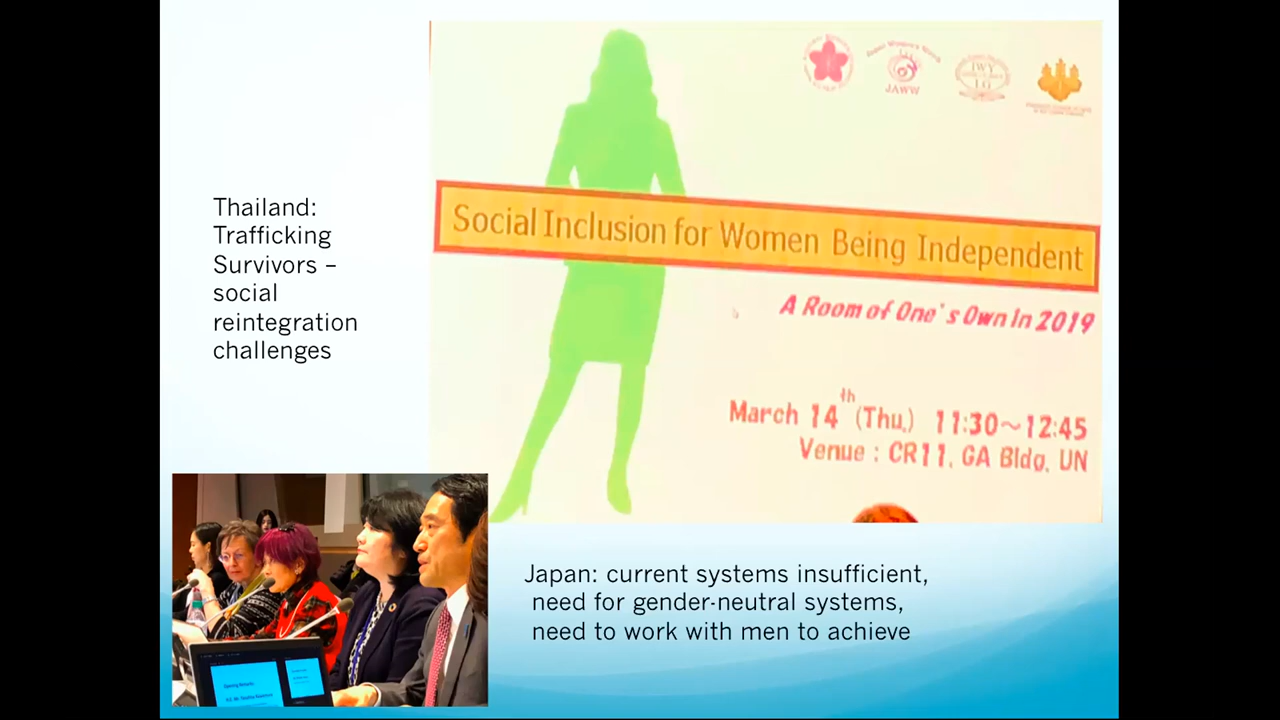 Thailand:
Trafficking
Survivors –
social
reintegration
challenges
JAWW
IWY
Social Inclusion for Women Being Independent
A Room of One's Own in 2019
March 14th (Thu.) 11:30～12:45
Venue : CR11, GA Bldg, UN
Japan: current systems insufficient,
need for gender-neutral systems,
need to work with men to achieve